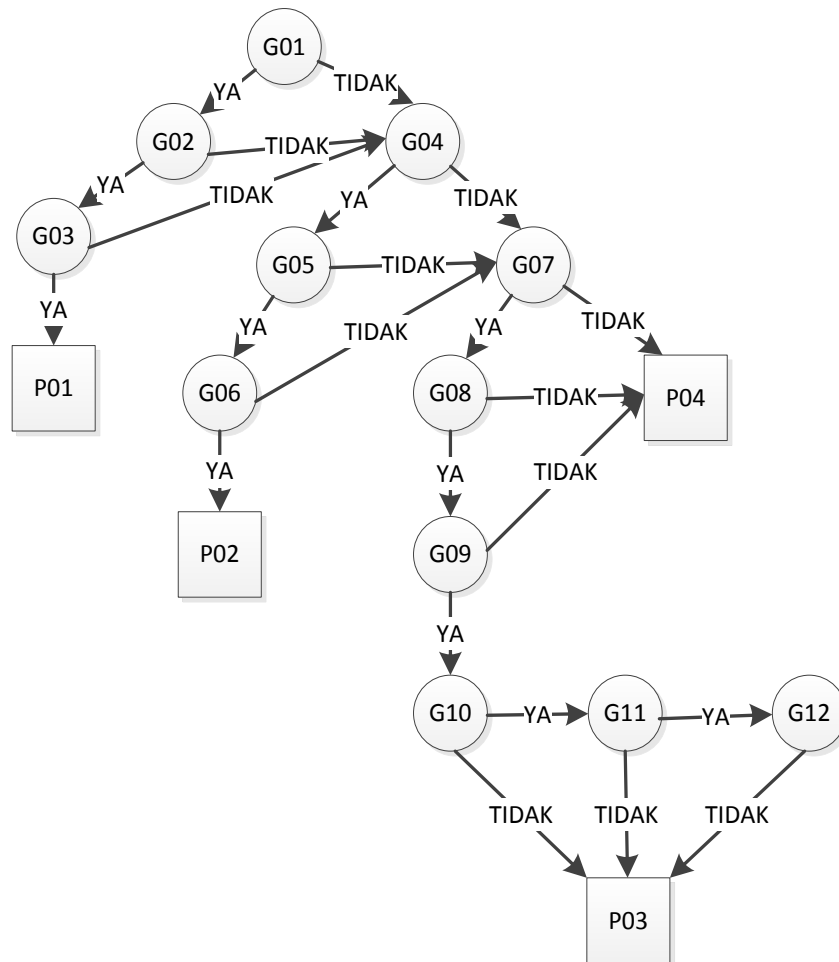 G01
YA
TIDAK
G02
TIDAK
G04
YA
TIDAK
YA
TIDAK
G03
G05
TIDAK
G07
YA
YA
TIDAK
YA
TIDAK
P01
G06
G08
TIDAK
P04
YA
YA
TIDAK
P02
G09
YA
G10
YA
G11
YA
G12
TIDAK
TIDAK
TIDAK
P03